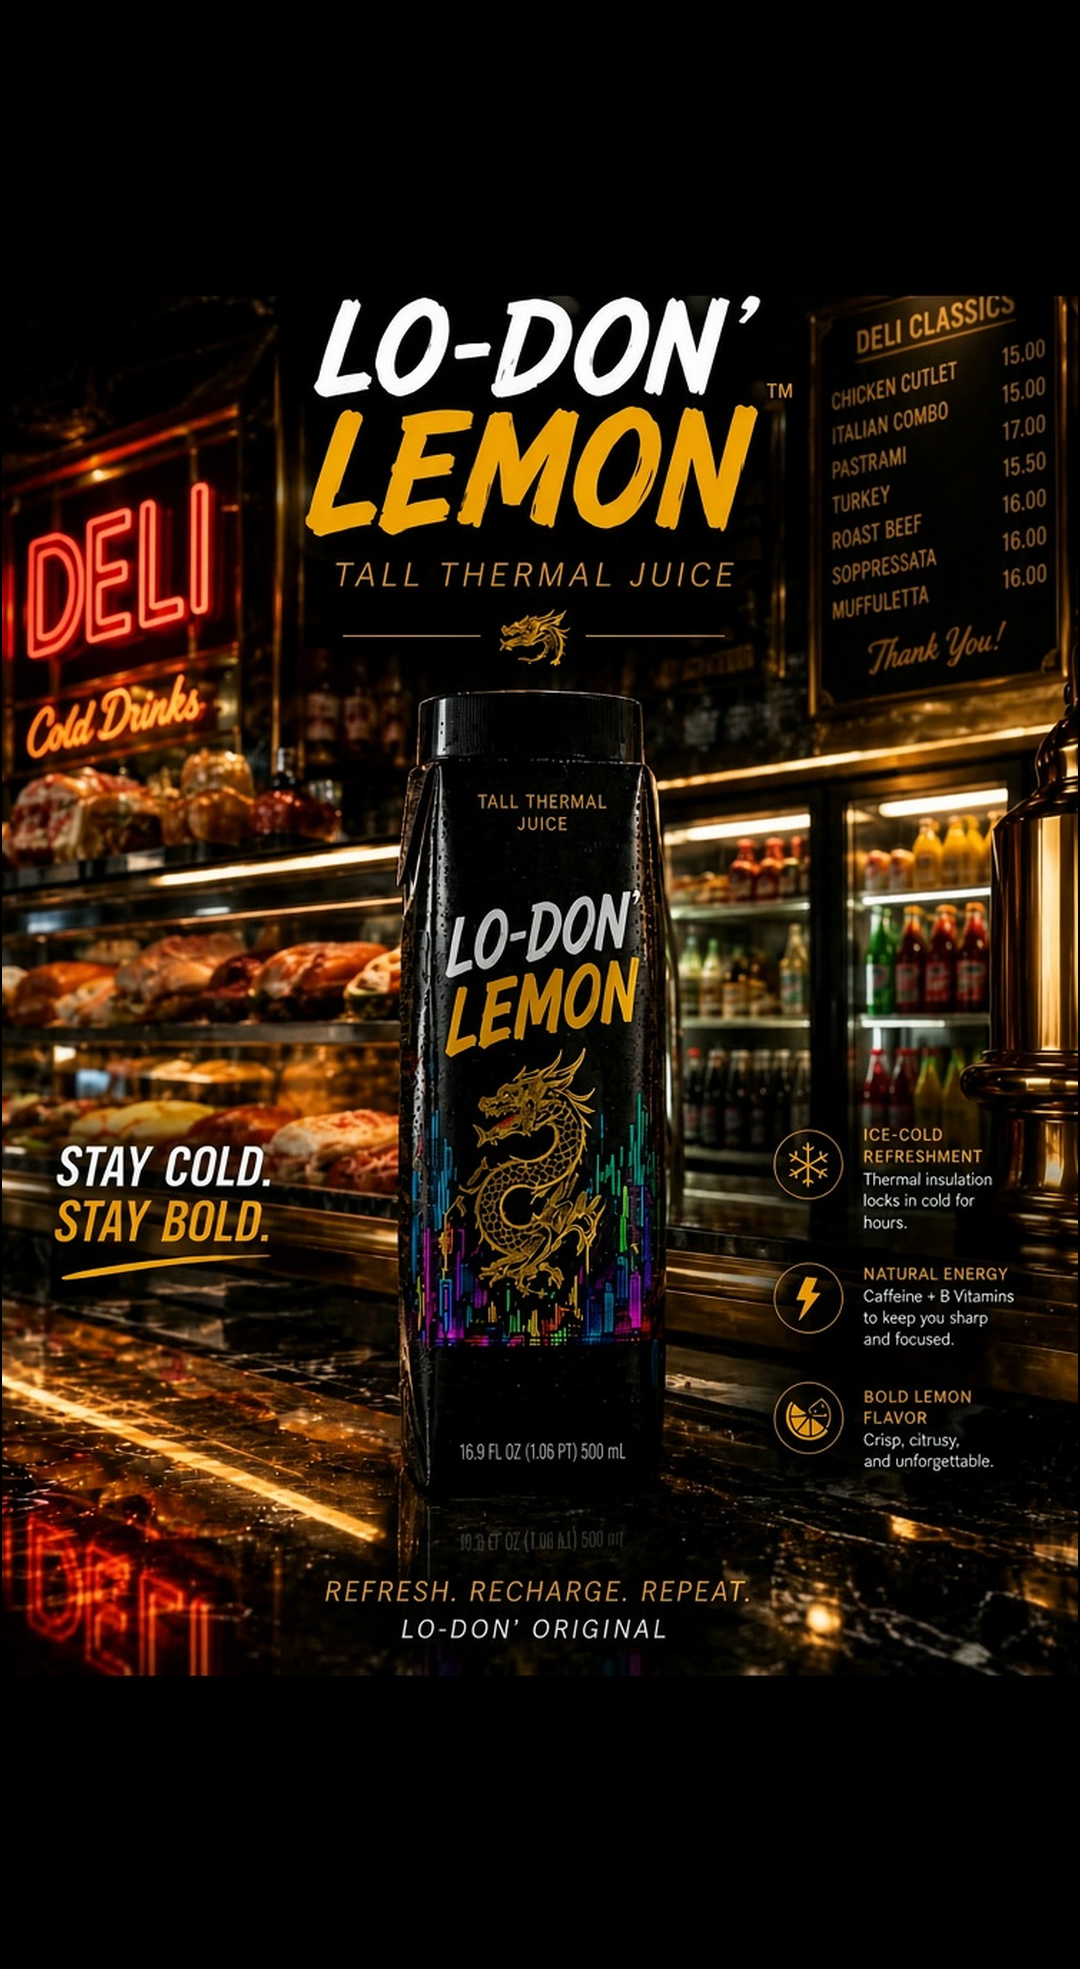 LO-DON'
LEMON
TM
TALL THERMAL JUICE
DELI
Cold Drinks
DELI CLASSICS
CHICKEN CUTLET 15.00
ITALIAN COMBO 15.00
PASTRAMI 17.00
TURKEY 15.50
ROAST BEEF 16.00
SOPPRESSATA 16.00
MUFFULETTA 16.00
Thank You!
TALL THERMAL
JUICE
LO-DON'
LEMON
16.9 FL OZ (1.06 PT) 500 mL
STAY COLD.
STAY BOLD.
ICE-COLD
REFRESHMENT
Thermal insulation
locks in cold for
hours.
NATURAL ENERGY
Caffeine + B Vitamins
to keep you sharp
and focused.
BOLD LEMON
FLAVOR
Crisp, citrusy,
and unforgettable.
REFRESH. RECHARGE. REPEAT.
LO-DON' ORIGINAL